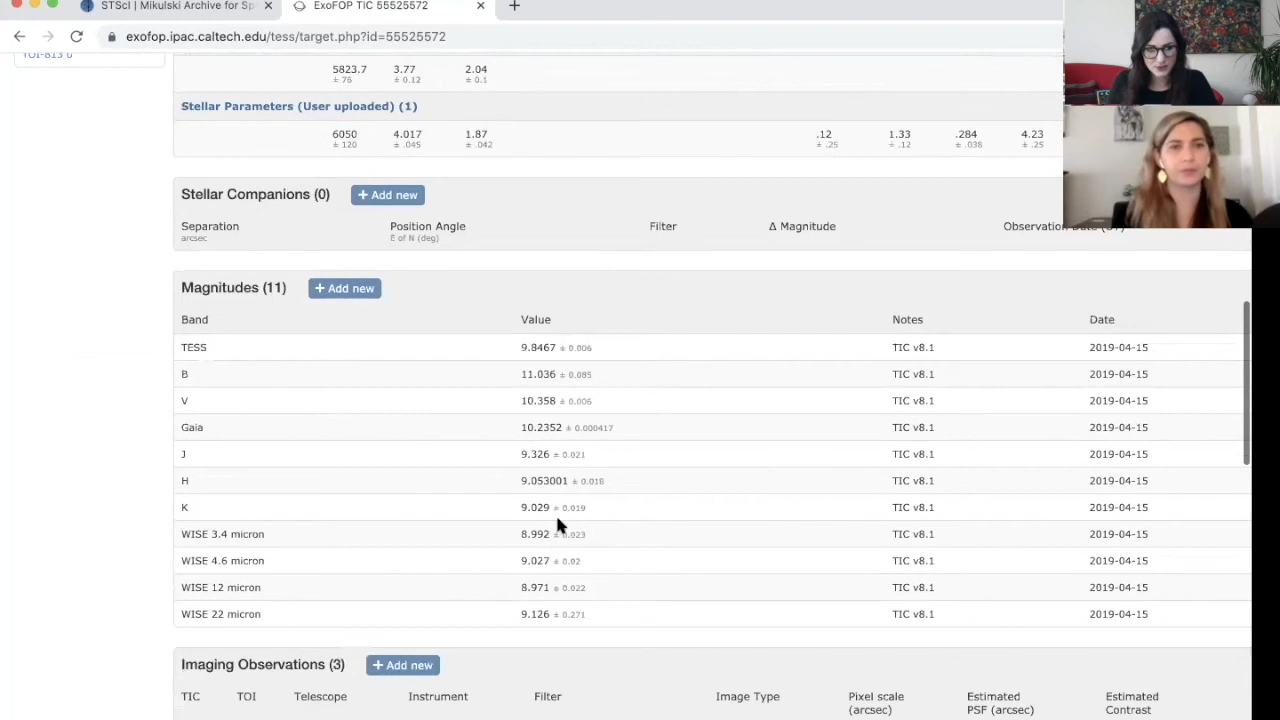 STScI | Mikulski Archive for Sp × ExoFOP TIC 55525572 × +
exofop.ipac.caltech.edu/tess/target.php?id=55525572
TOI-813 b
5823.7 3.77 2.04
± 76 ± 0.12 ± 0.1
Stellar Parameters (User uploaded) (1)
6050 4.017 1.87 .12 1.33 .284 4.23
± 120 ± .045 ± .042 ± .25 ± .12 ± .038 ± .25
Stellar Companions (0) + Add new
Separation Position Angle Filter Δ Magnitude Observation Date (UT)
arcsec E of N (deg)
Magnitudes (11) + Add new
Band Value Notes Date
TESS 9.8467 ± 0.006 TIC v8.1 2019-04-15
B 11.036 ± 0.085 TIC v8.1 2019-04-15
V 10.358 ± 0.006 TIC v8.1 2019-04-15
Gaia 10.2352 ± 0.000417 TIC v8.1 2019-04-15
J 9.326 ± 0.021 TIC v8.1 2019-04-15
H 9.053001 ± 0.018 TIC v8.1 2019-04-15
K 9.029 ± 0.019 TIC v8.1 2019-04-15
WISE 3.4 micron 8.992 ± 0.023 TIC v8.1 2019-04-15
WISE 4.6 micron 9.027 ± 0.02 TIC v8.1 2019-04-15
WISE 12 micron 8.971 ± 0.022 TIC v8.1 2019-04-15
WISE 22 micron 9.126 ± 0.271 TIC v8.1 2019-04-15
Imaging Observations (3) + Add new
TIC TOI Telescope Instrument Filter Image Type Pixel scale Estimated Estimated
(arcsec) PSF (arcsec) Contrast